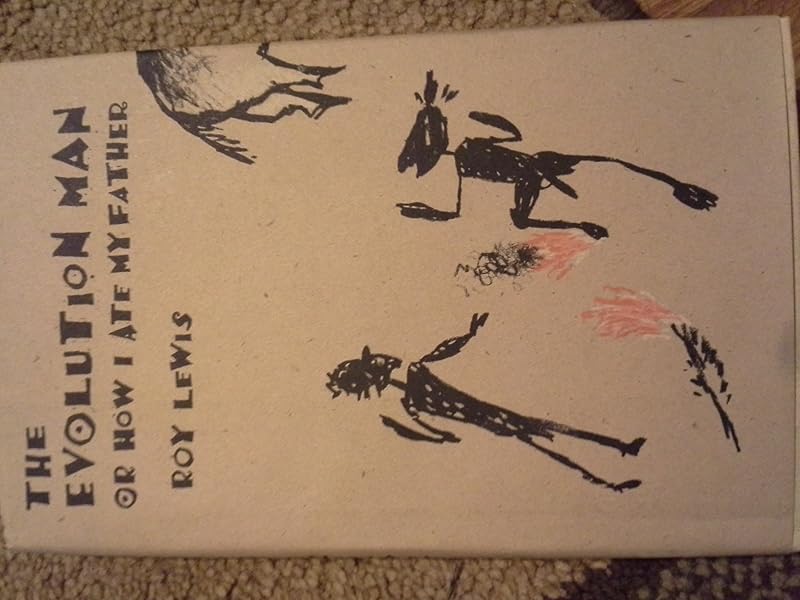 THE
EVOLUTION MAN
OR HOW I ATE MY FATHER
ROY LEWIS